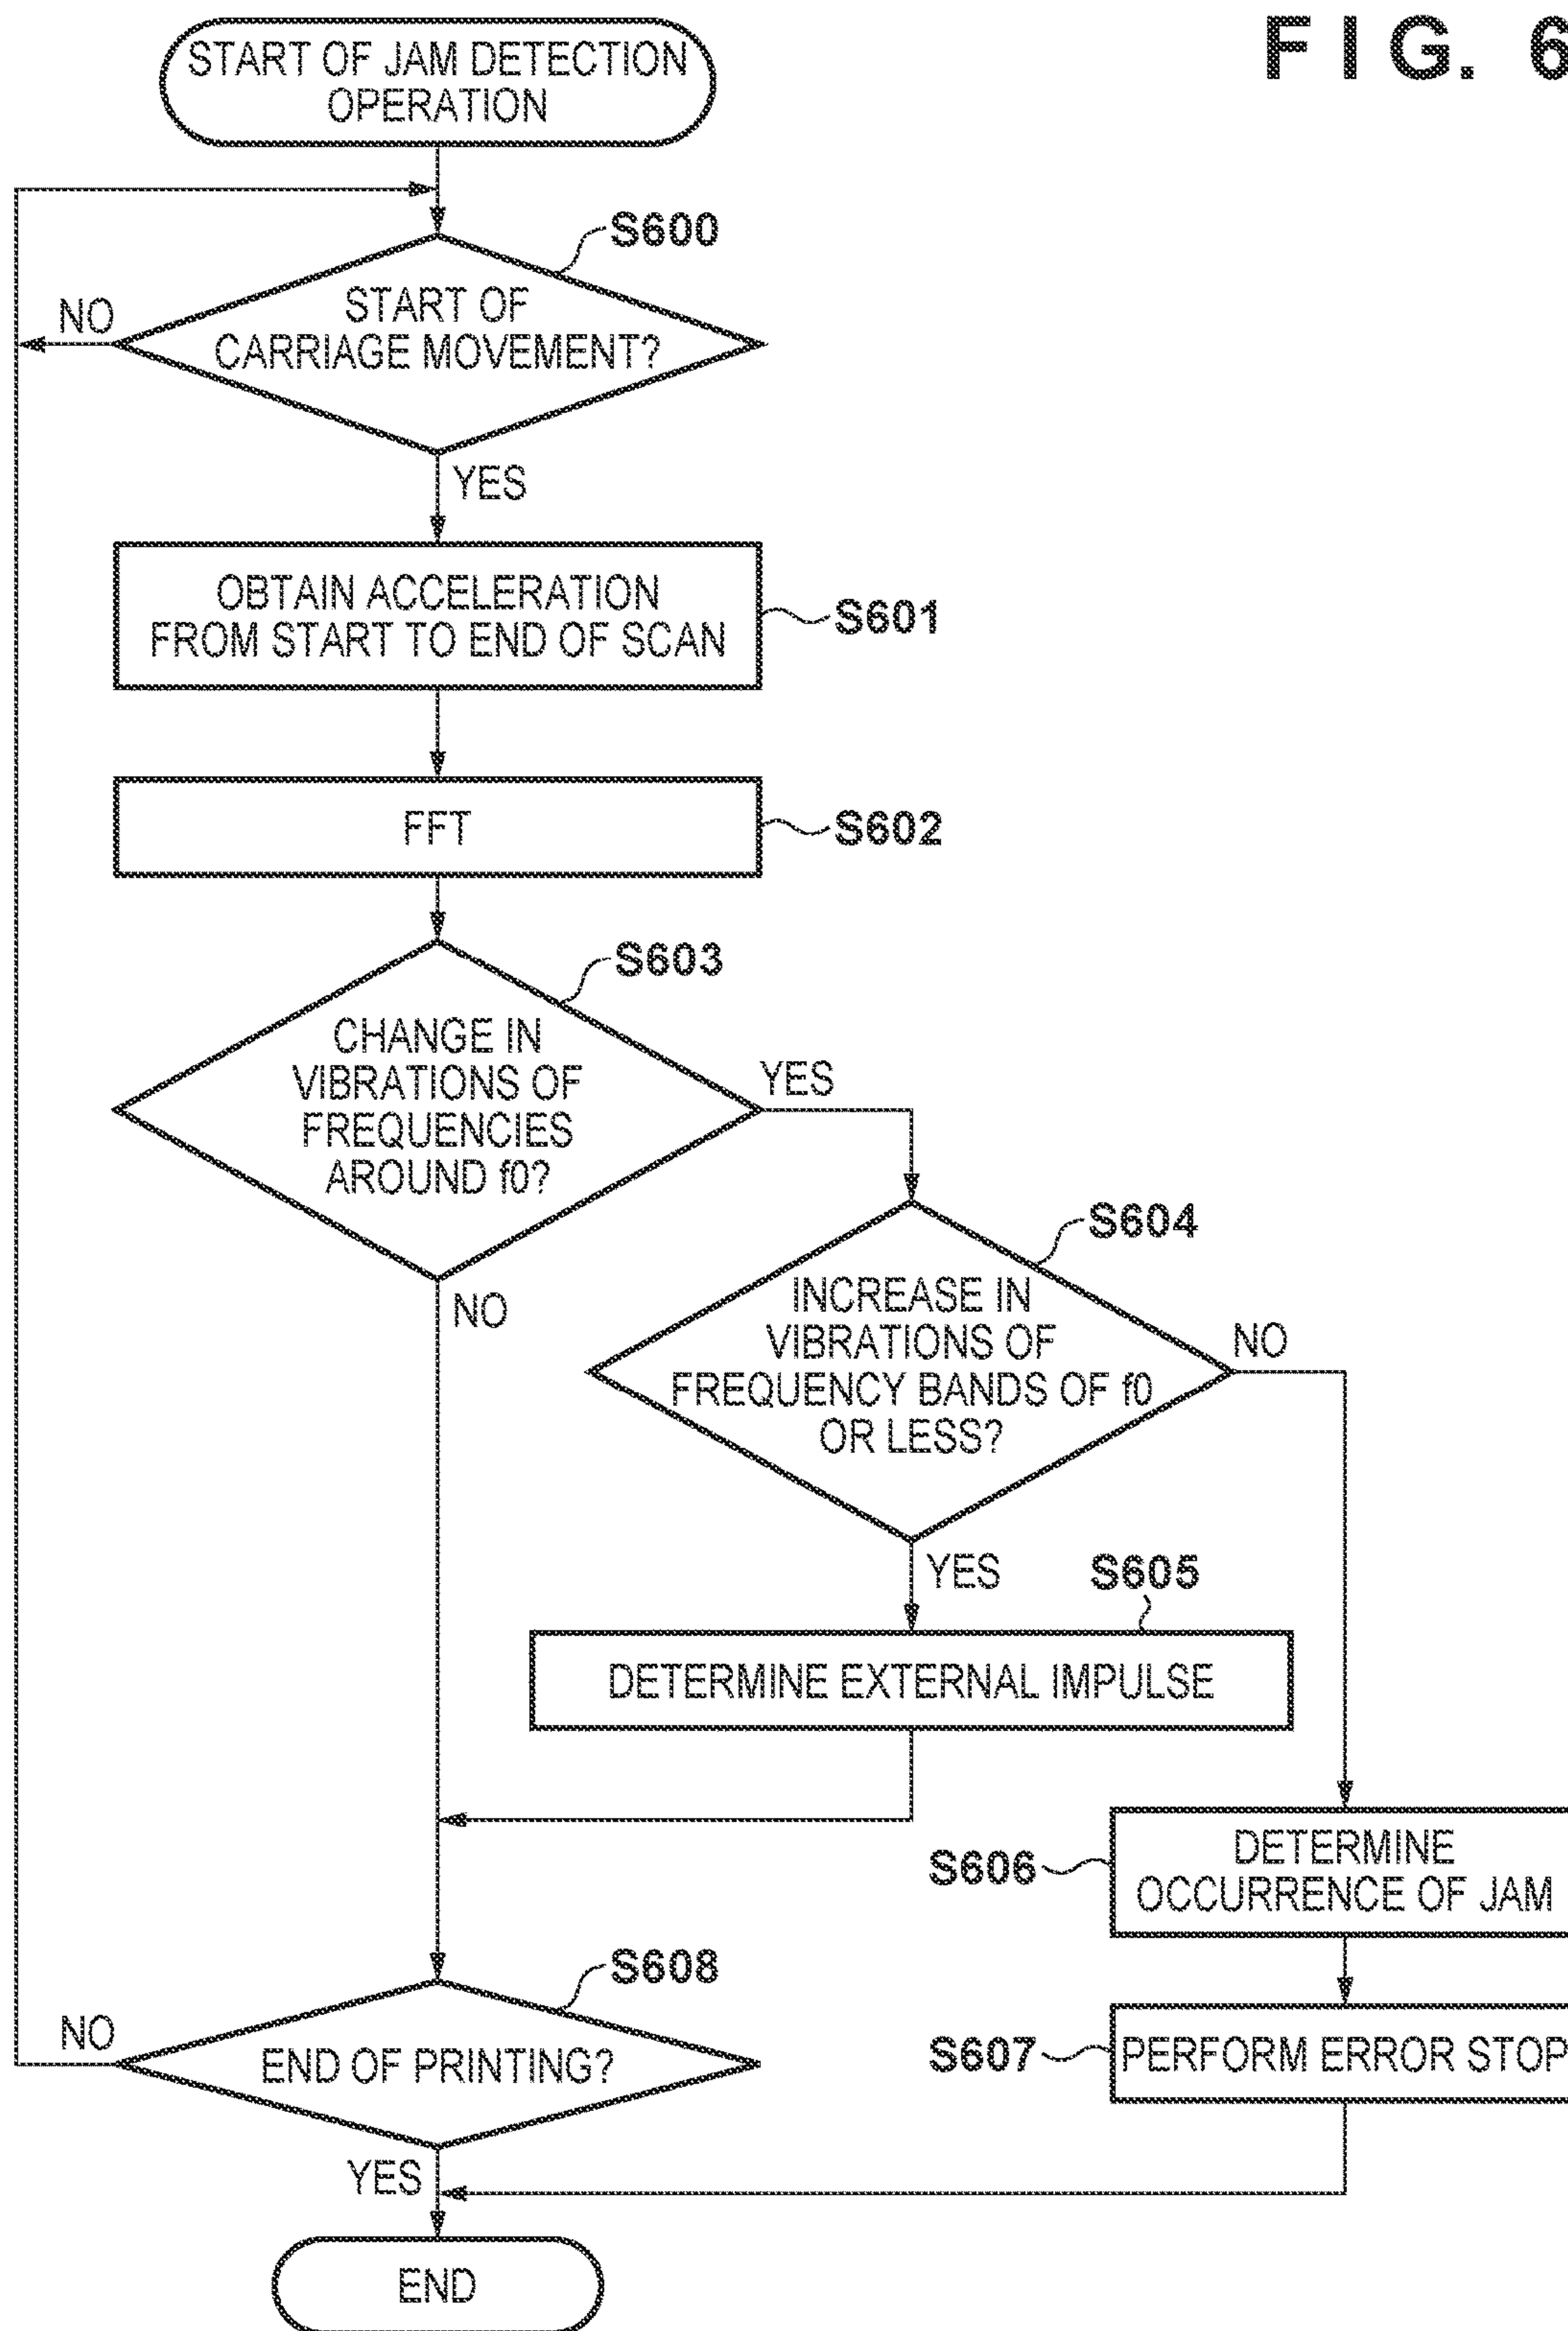 FIG. 6
START OF JAM DETECTION
OPERATION
S600
START OF
CARRIAGE MOVEMENT?
NO
YES
OBTAIN ACCELERATION
FROM START TO END OF SCAN
S601
FFT
S602
S603
CHANGE IN
VIBRATIONS OF
FREQUENCIES
AROUND f0?
YES
NO
S604
INCREASE IN
VIBRATIONS OF
FREQUENCY BANDS OF f0
OR LESS?
NO
YES
S605
DETERMINE EXTERNAL IMPULSE
S606
DETERMINE
OCCURRENCE OF JAM
S607
PERFORM ERROR STOP
S608
END OF PRINTING?
NO
YES
END